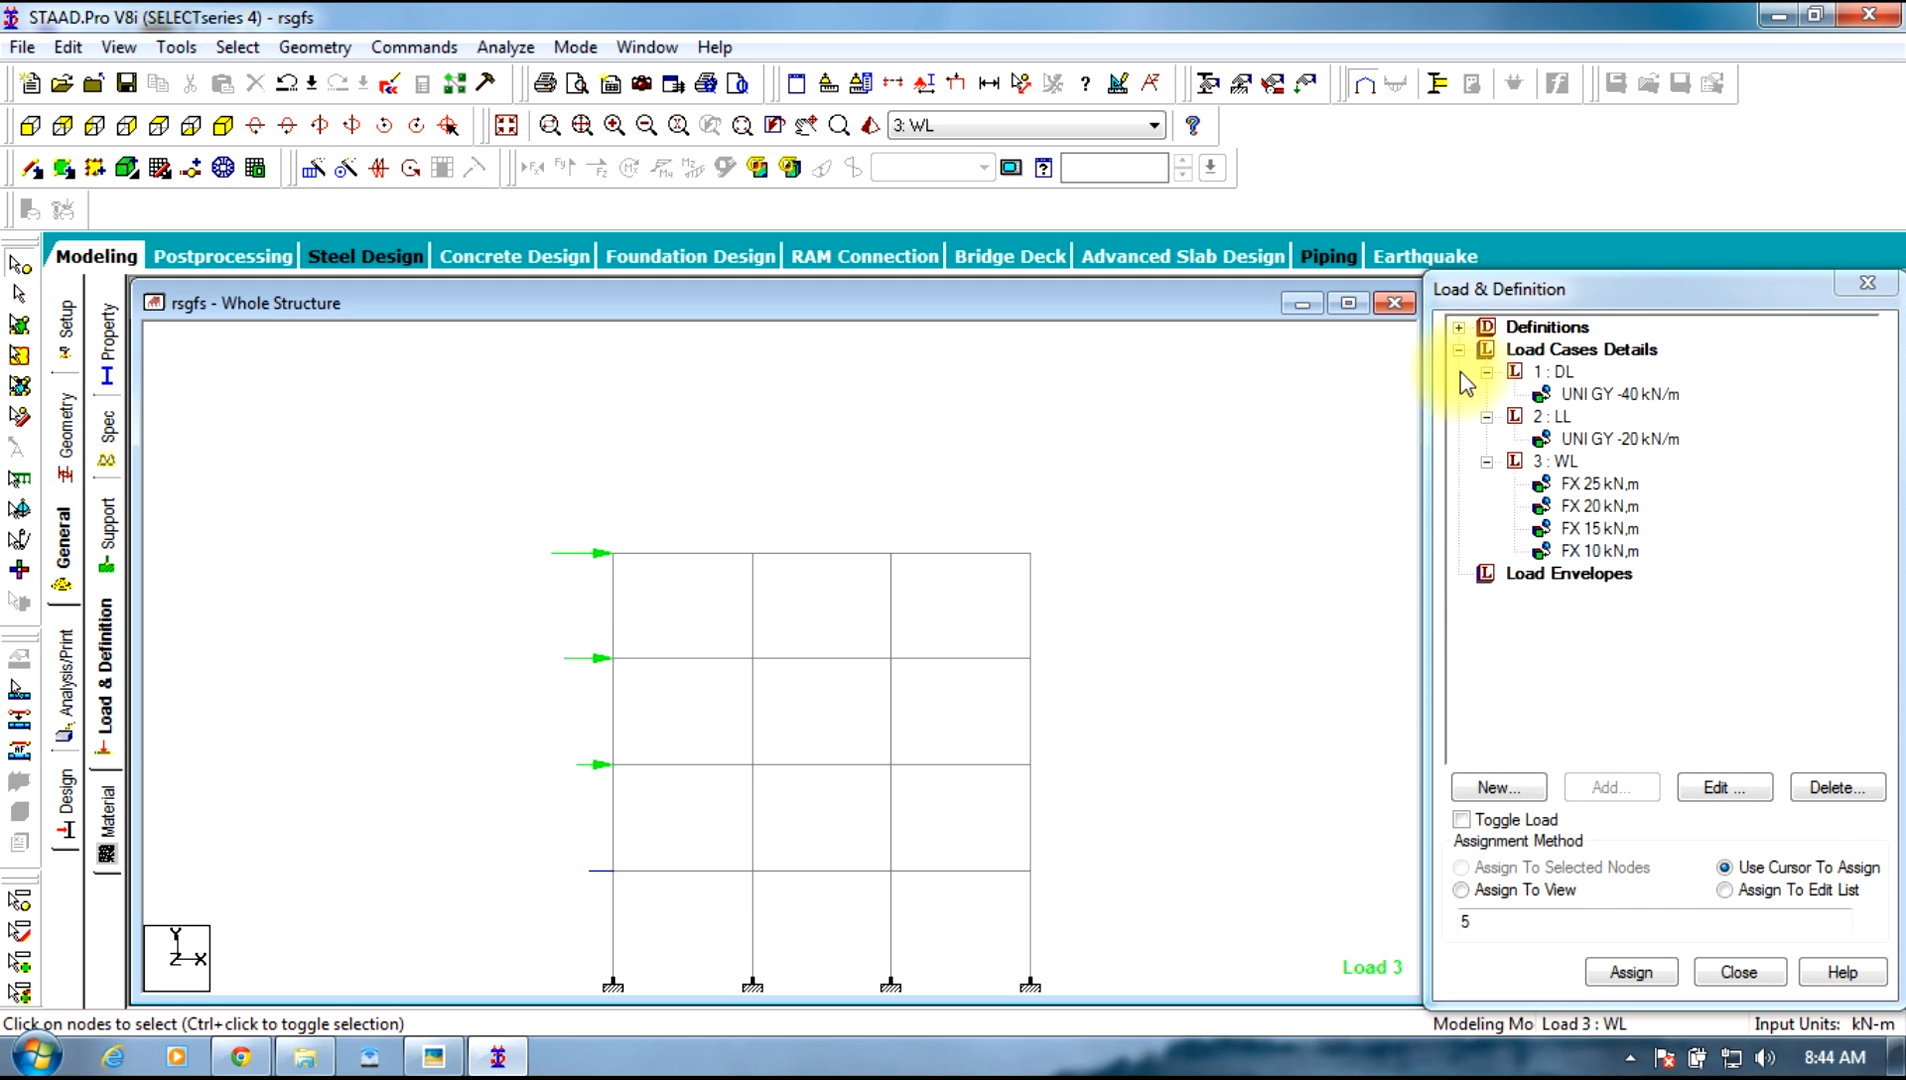 STAAD.Pro V8i (SELECTseries 4) - rsgfs
File Edit View Tools Select Geometry Commands Analyze Mode Window Help
3: WL
Modeling Postprocessing Steel Design Concrete Design Foundation Design RAM Connection Bridge Deck Advanced Slab Design Piping Earthquake
Setup
Geometry
General
Analysis/Print
Design
Property
Spec
Support
Load & Definition
Material
rsgfs - Whole Structure
Y
Z X
Load 3
Load & Definition
Definitions
Load Cases Details
1 : DL
UNI GY -40 kN/m
2 : LL
UNI GY -20 kN/m
3 : WL
FX 25 kN,m
FX 20 kN,m
FX 15 kN,m
FX 10 kN,m
Load Envelopes
New... Add... Edit ... Delete...
Toggle Load
Assignment Method
Assign To Selected Nodes Use Cursor To Assign
Assign To View Assign To Edit List
5
Assign Close Help
Click on nodes to select (Ctrl+click to toggle selection) Modeling Mo Load 3 : WL Input Units: kN-m
8:44 AM